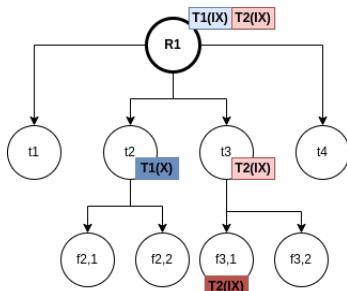 T1(IX) T2(IX)
R1
t1 t2 t3 t4
T1(X) T2(IX)
f2,1 f2,2 f3,1 f3,2
T2(IX)